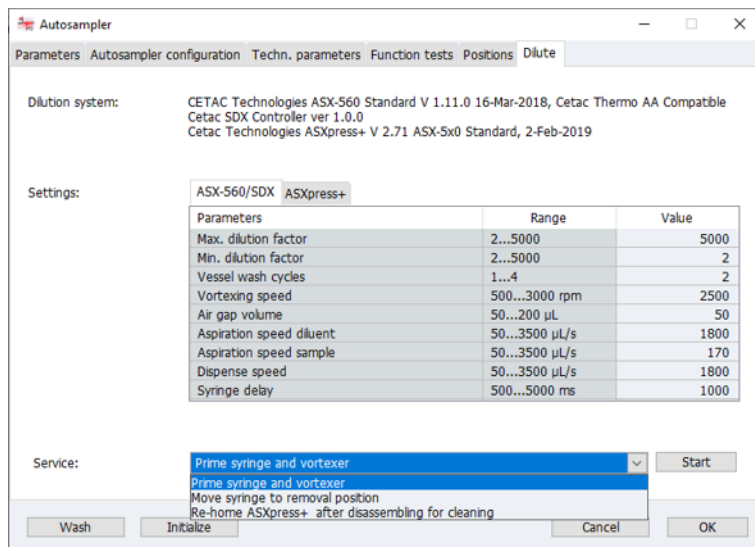 Autosampler
Parameters Autosampler configuration Techn. parameters Function tests Positions Dilute
Dilution system: CETAC Technologies ASX-560 Standard V 1.11.0 16-Mar-2018, Cetac Thermo AA Compatible
Cetac SDX Controller ver 1.0.0
Cetac Technologies ASXpress+ V 2.71 ASX-5x0 Standard, 2-Feb-2019
Settings: ASX-560/SDX ASXpress+
Parameters Range Value
Max. dilution factor 2...5000 5000
Min. dilution factor 2...5000 2
Vessel wash cycles 1...4 2
Vortexing speed 500...3000 rpm 2500
Air gap volume 50...200 µL 50
Aspiration speed diluent 50...3500 µL/s 1800
Aspiration speed sample 50...3500 µL/s 170
Dispense speed 50...3500 µL/s 1800
Syringe delay 500...5000 ms 1000
Service: Prime syringe and vortexer Start
Prime syringe and vortexer
Move syringe to removal position
Re-home ASXpress+ after disassembling for cleaning
Wash Initialize Cancel OK